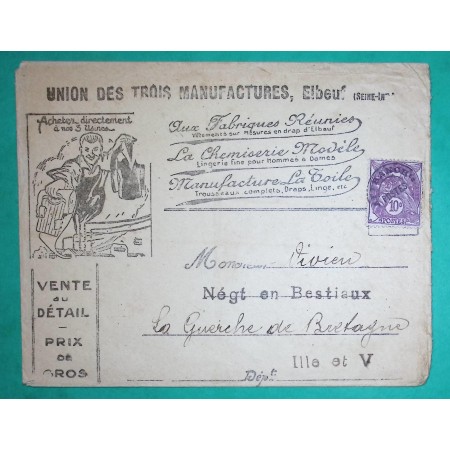 UNION DES TROIS MANUFACTURES, Elbeuf (SEINE-INF
Achetez directement
à nos 3 Usines
Aux Fabriques Réunies
Vêtements sur Mesures en drap d'Elbeuf
La Chemiserie Modèle
Lingerie fine pour Hommes & Dames
Manufacture La Toile
Trousseaux complets, Draps, Linge, etc
10
Monsieur Vivien
Négt en Bestiaux
La Guerche de Bretagne
Ille et V
Dépt
VENTE
au
DÉTAIL
PRIX
DE
GROS